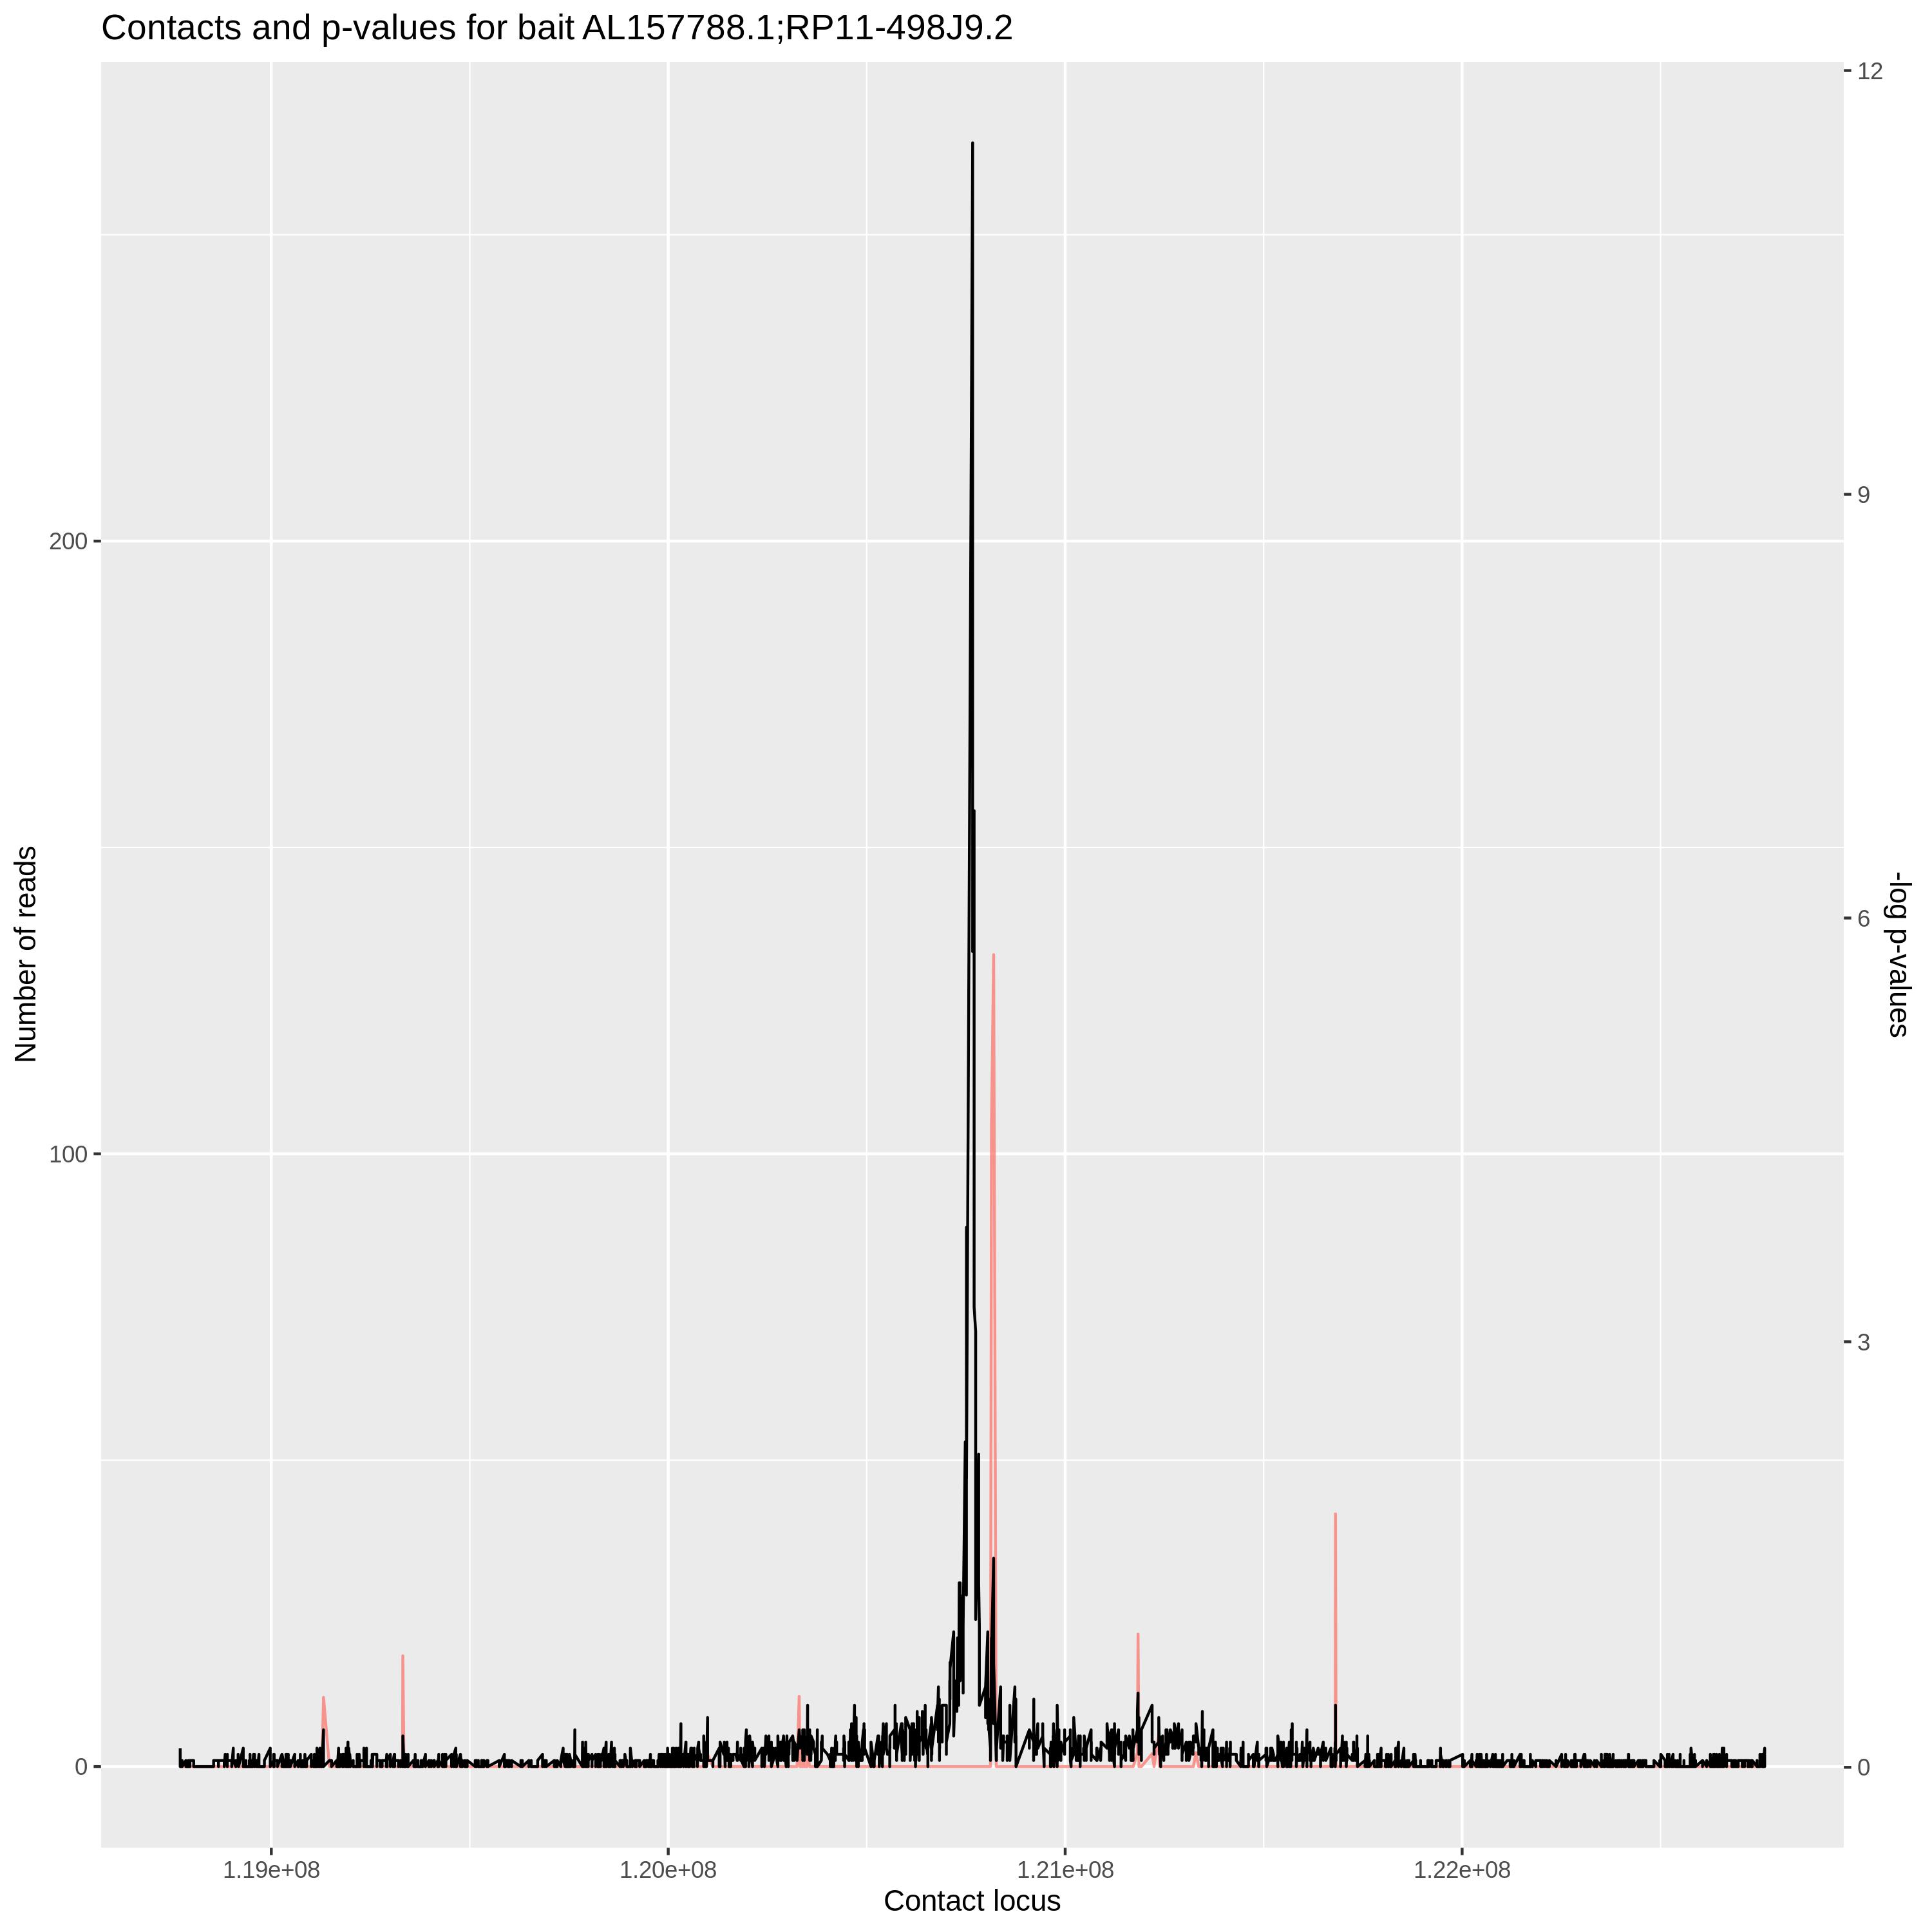 Contacts and p-values for bait AL157788.1;RP11-498J9.2
12
9
6
3
0
-log p-values
200
100
0
Number of reads
1.19e+08
1.20e+08
1.21e+08
1.22e+08
Contact locus